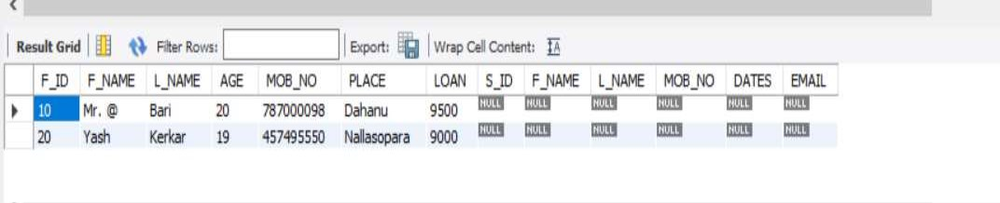 Result Grid Filter Rows: Export: Wrap Cell Content: IA
F_ID F_NAME L_NAME AGE MOB_NO PLACE LOAN S_ID F_NAME L_NAME MOB_NO DATES EMAIL
10 Mr. @ Bari 20 787000098 Dahanu 9500 NULL NULL NULL NULL NULL NULL
20 Yash Kerkar 19 457495550 Nallasopara 9000 NULL NULL NULL NULL NULL NULL